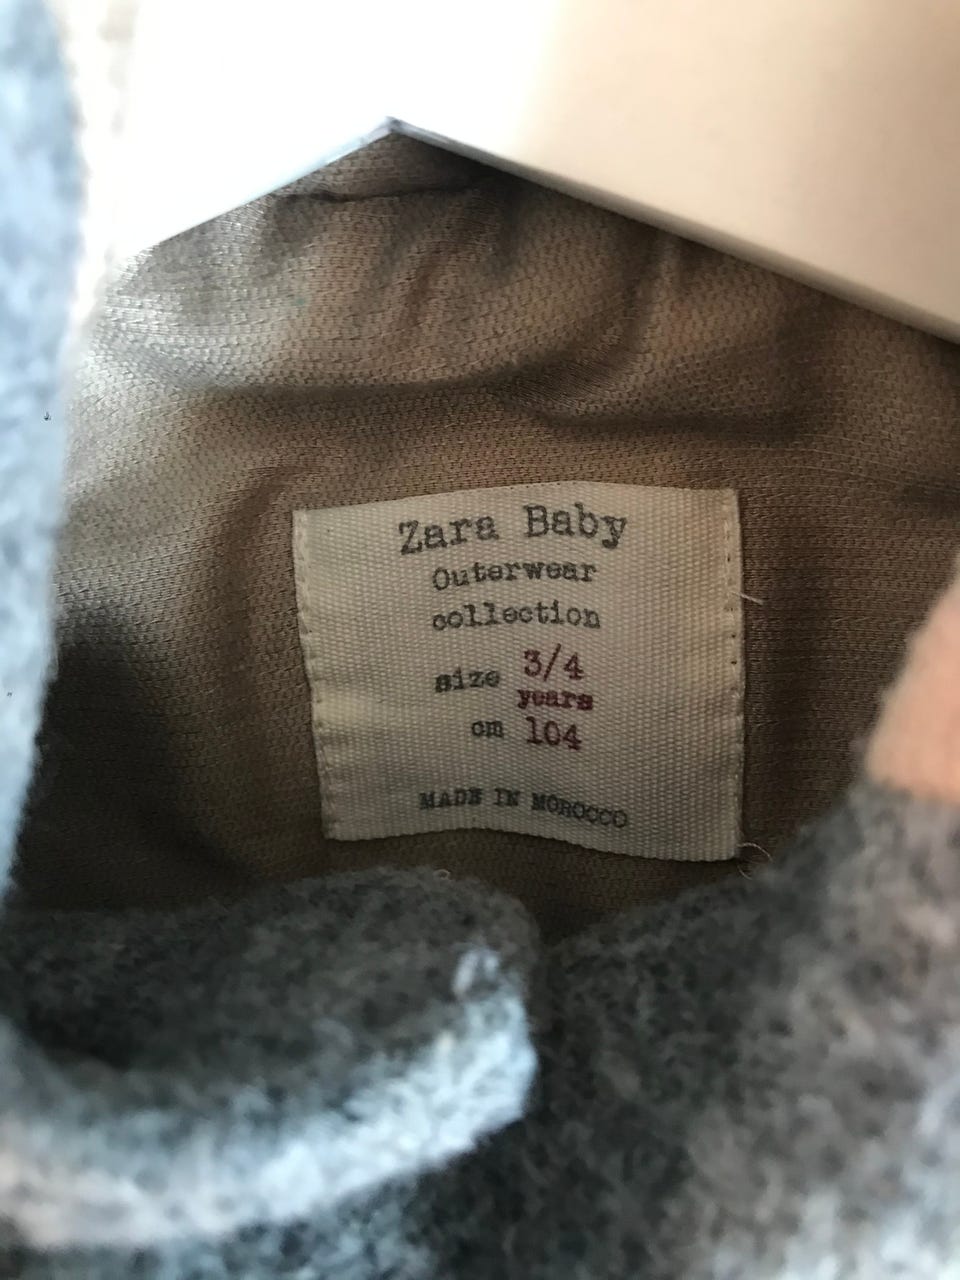 Zara Baby
Outerwear
collection
size 3/4
years
cm 104
MADE IN MOROCCO